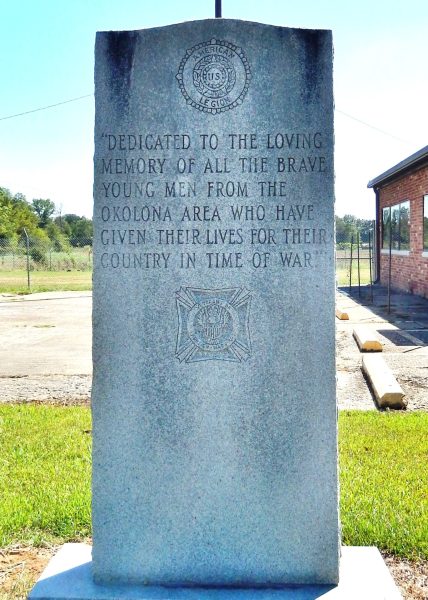 AMERICAN
US
LEGION
"DEDICATED TO THE LOVING
MEMORY OF ALL THE BRAVE
YOUNG MEN FROM THE
OKOLONA AREA WHO HAVE
GIVEN THEIR LIVES FOR THEIR
COUNTRY IN TIME OF WAR."